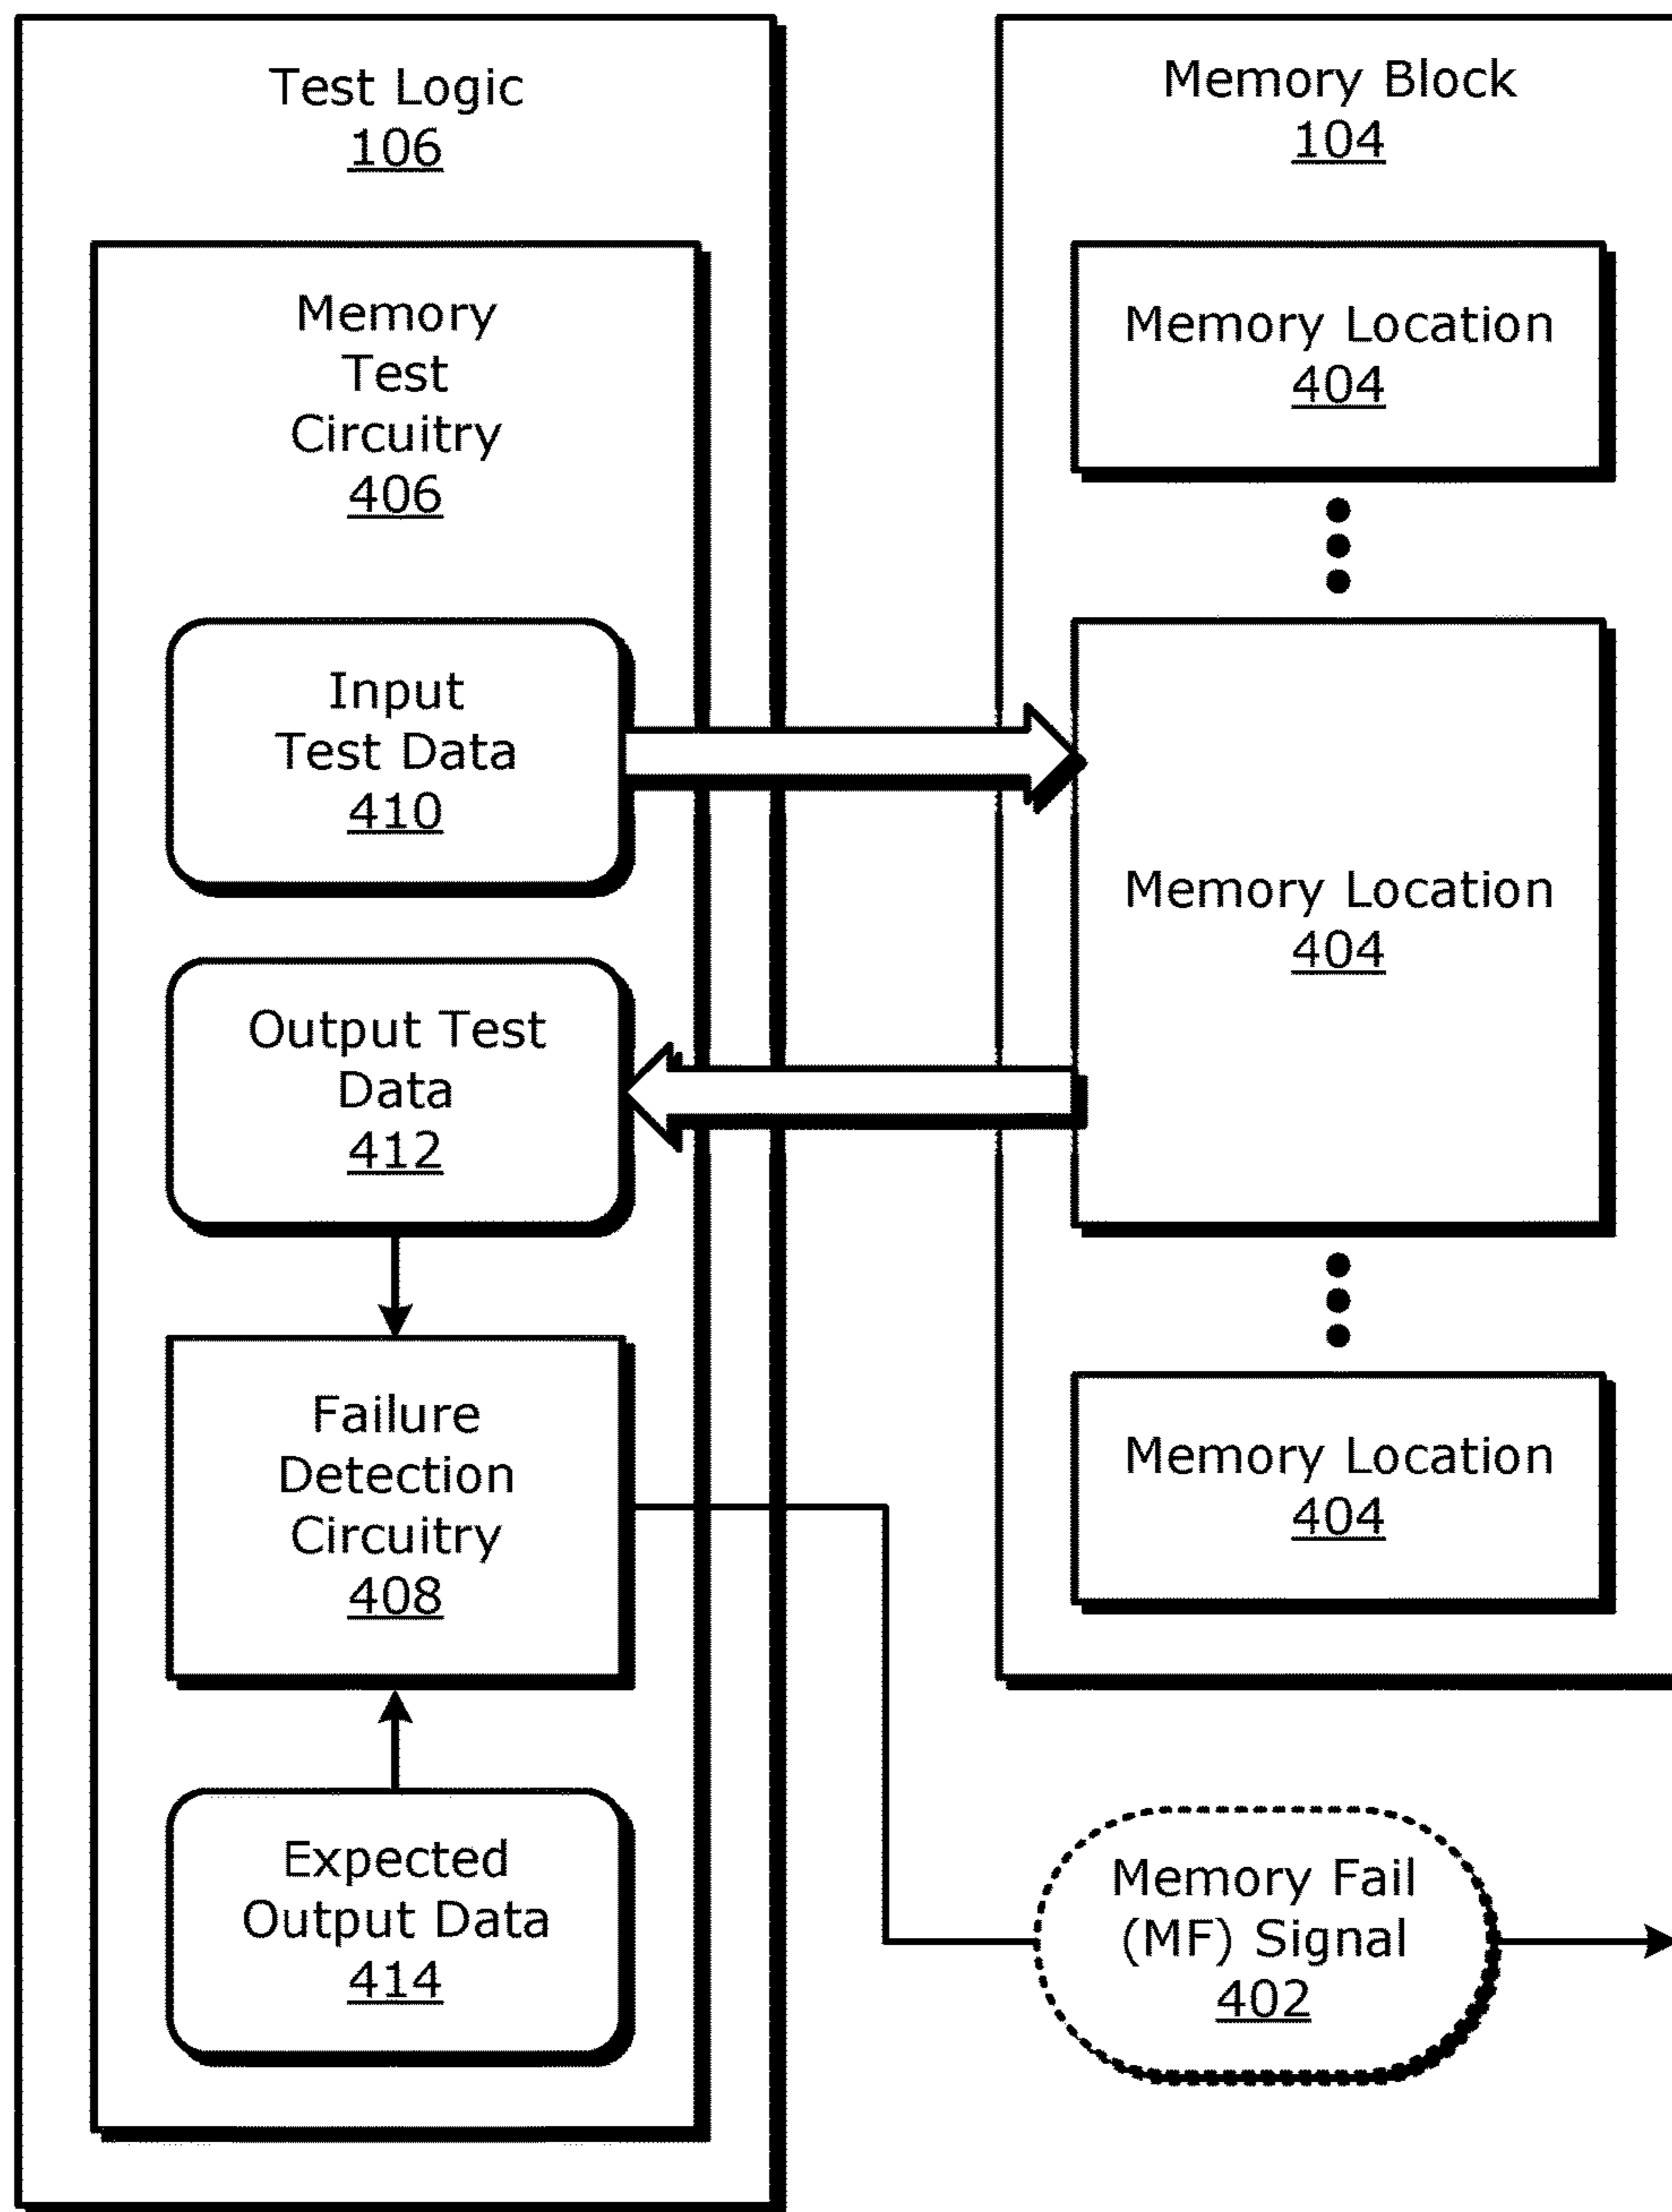 Test Logic
106
Memory
Test
Circuitry
406
Input
Test Data
410
Output Test
Data
412
Failure
Detection
Circuitry
408
Expected
Output Data
414
Memory Block
104
Memory Location
404
Memory Location
404
Memory Location
404
Memory Fail
(MF) Signal
402